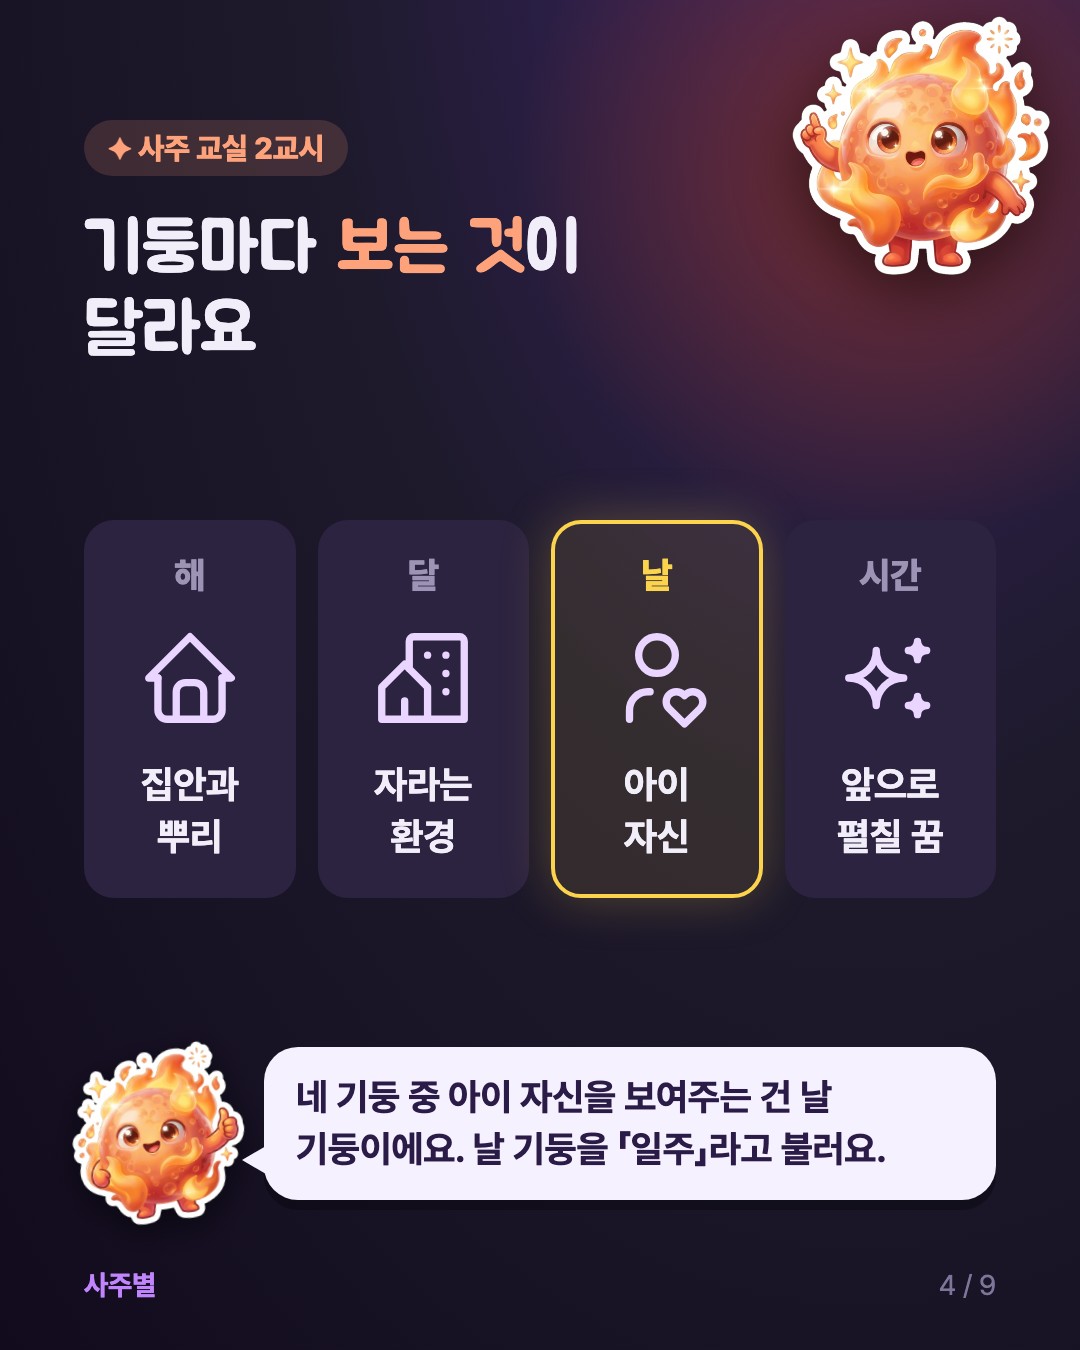 사주 교실 2교시
기둥마다 보는 것이
달라요
해
집안과
뿌리
달
자라는
환경
날
아이
자신
시간
앞으로
펼칠 꿈
네 기둥 중 아이 자신을 보여주는 건 날
기둥이에요. 날 기둥을 「일주」라고 불러요.
사주별
4 / 9